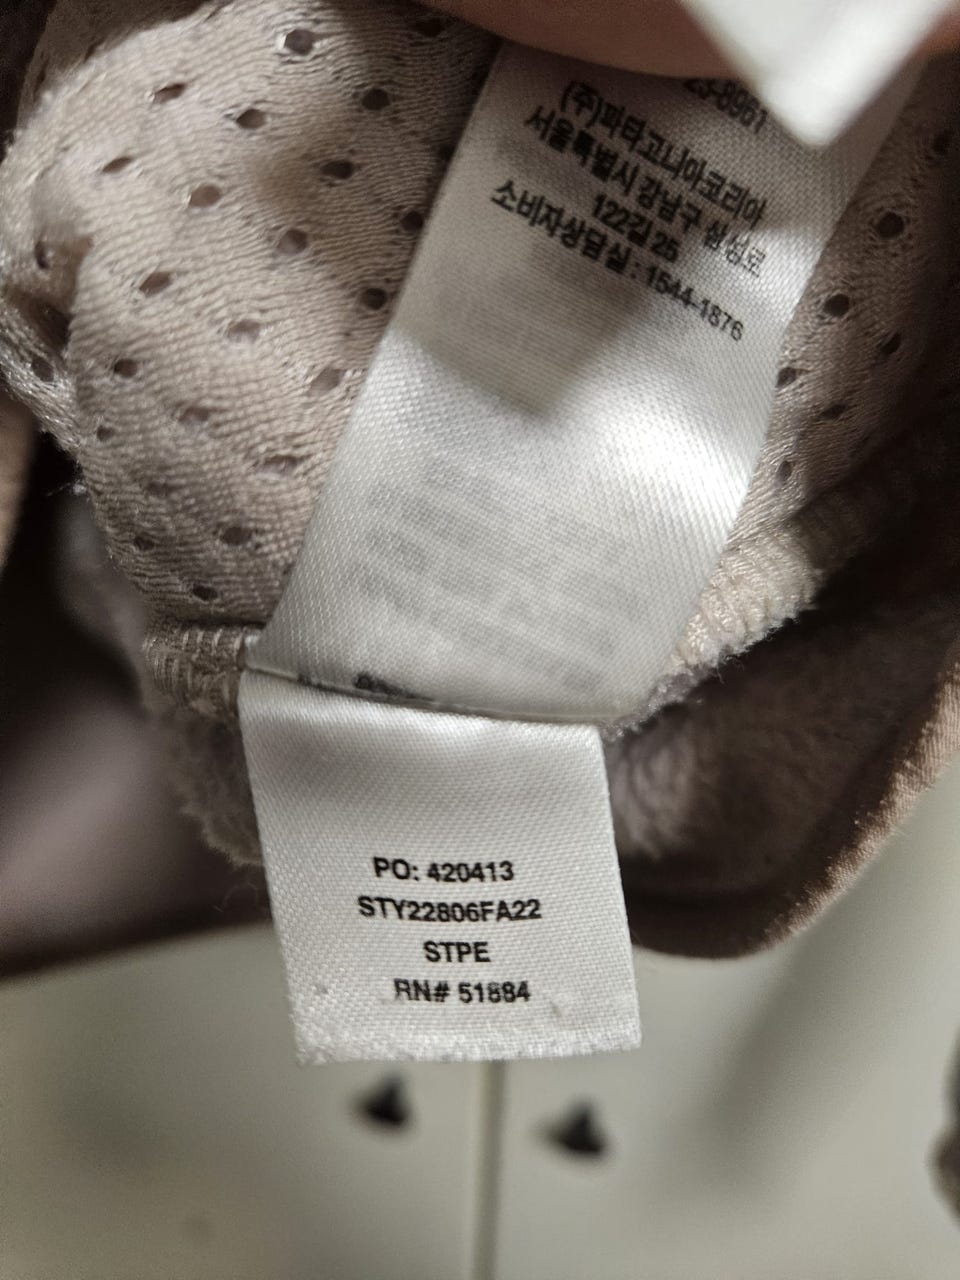 8961
(주)파타고니아코리아
서울특별시 강남구 삼성로
122길 25
소비자상담실 : 1544-1876
PO: 420413
STY22806FA22
STPE
RN# 51884